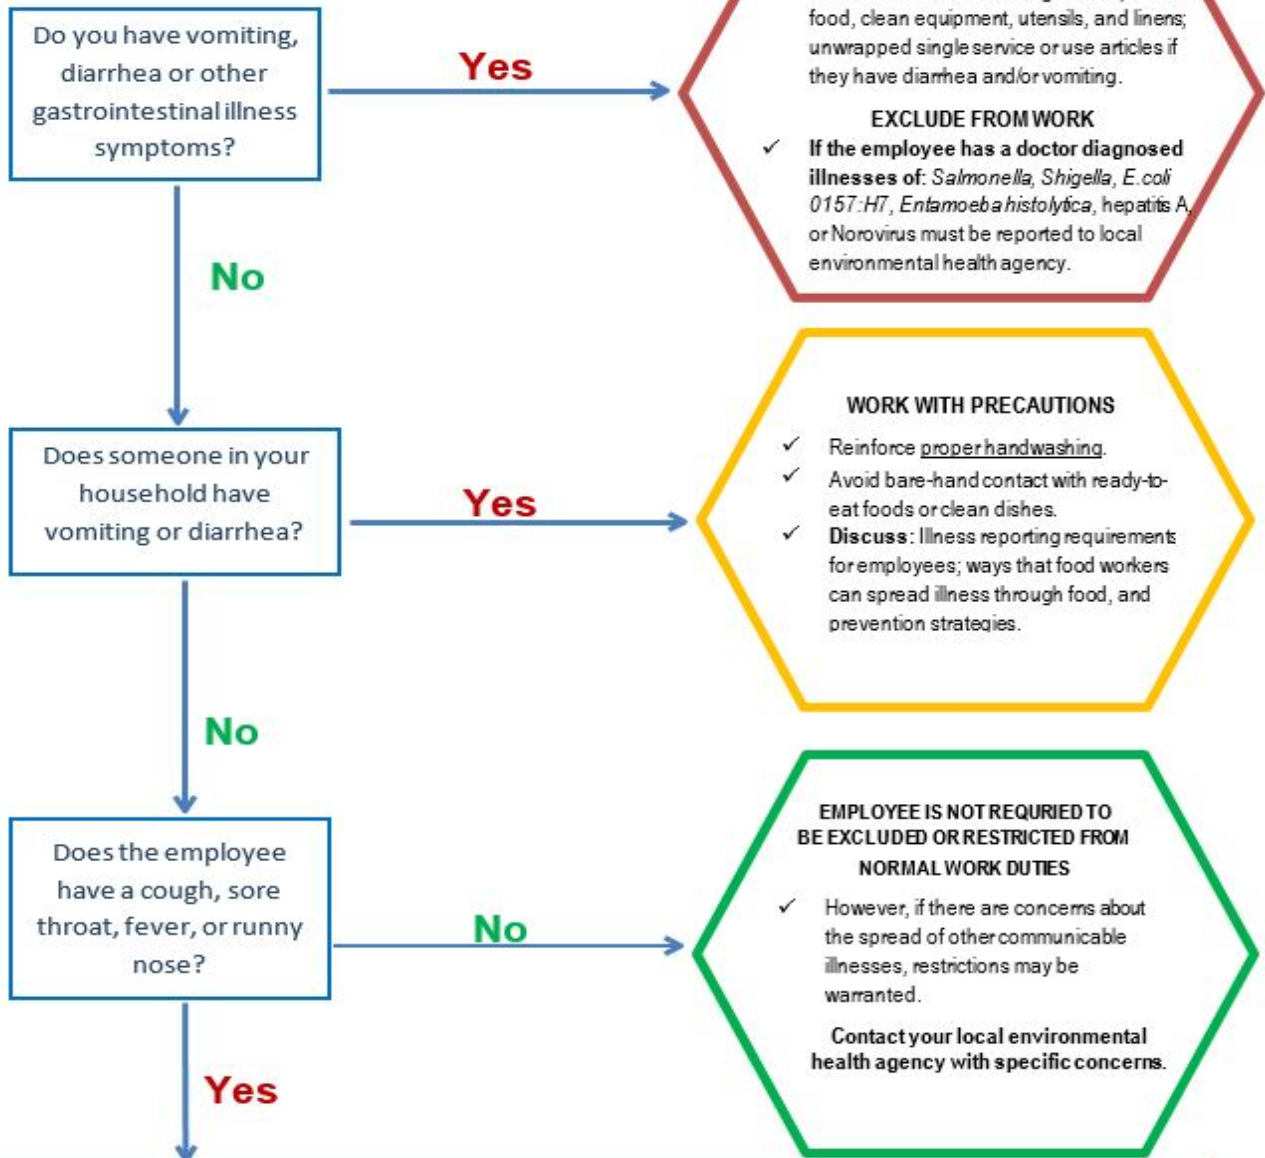 food, clean equipment, utensils, and linens;
unwrapped single service or use articles if
they have diarrhea and/or vomiting.
Do you have vomiting,
diarrhea or other
gastrointestinal illness
symptoms?
Yes
EXCLUDE FROM WORK
✓ If the employee has a doctor diagnosed
illnesses of: Salmonella, Shigella, E.coli
0157:H7, Entamoeba histolytica, hepatitis A,
or Norovirus must be reported to local
environmental health agency.
No
Does someone in your
household have
vomiting or diarrhea?
Yes
WORK WITH PRECAUTIONS
✓ Reinforce proper handwashing.
✓ Avoid bare-hand contact with ready-to-
eat foods or clean dishes.
✓ Discuss: Illness reporting requirements
for employees; ways that food workers
can spread illness through food, and
prevention strategies.
No
Does the employee
have a cough, sore
throat, fever, or runny
nose?
No
EMPLOYEE IS NOT REQURIED TO
BE EXCLUDED OR RESTRICTED FROM
NORMAL WORK DUTIES
✓ However, if there are concerns about
the spread of other communicable
illnesses, restrictions may be
warranted.
Contact your local environmental
health agency with specific concerns.
Yes